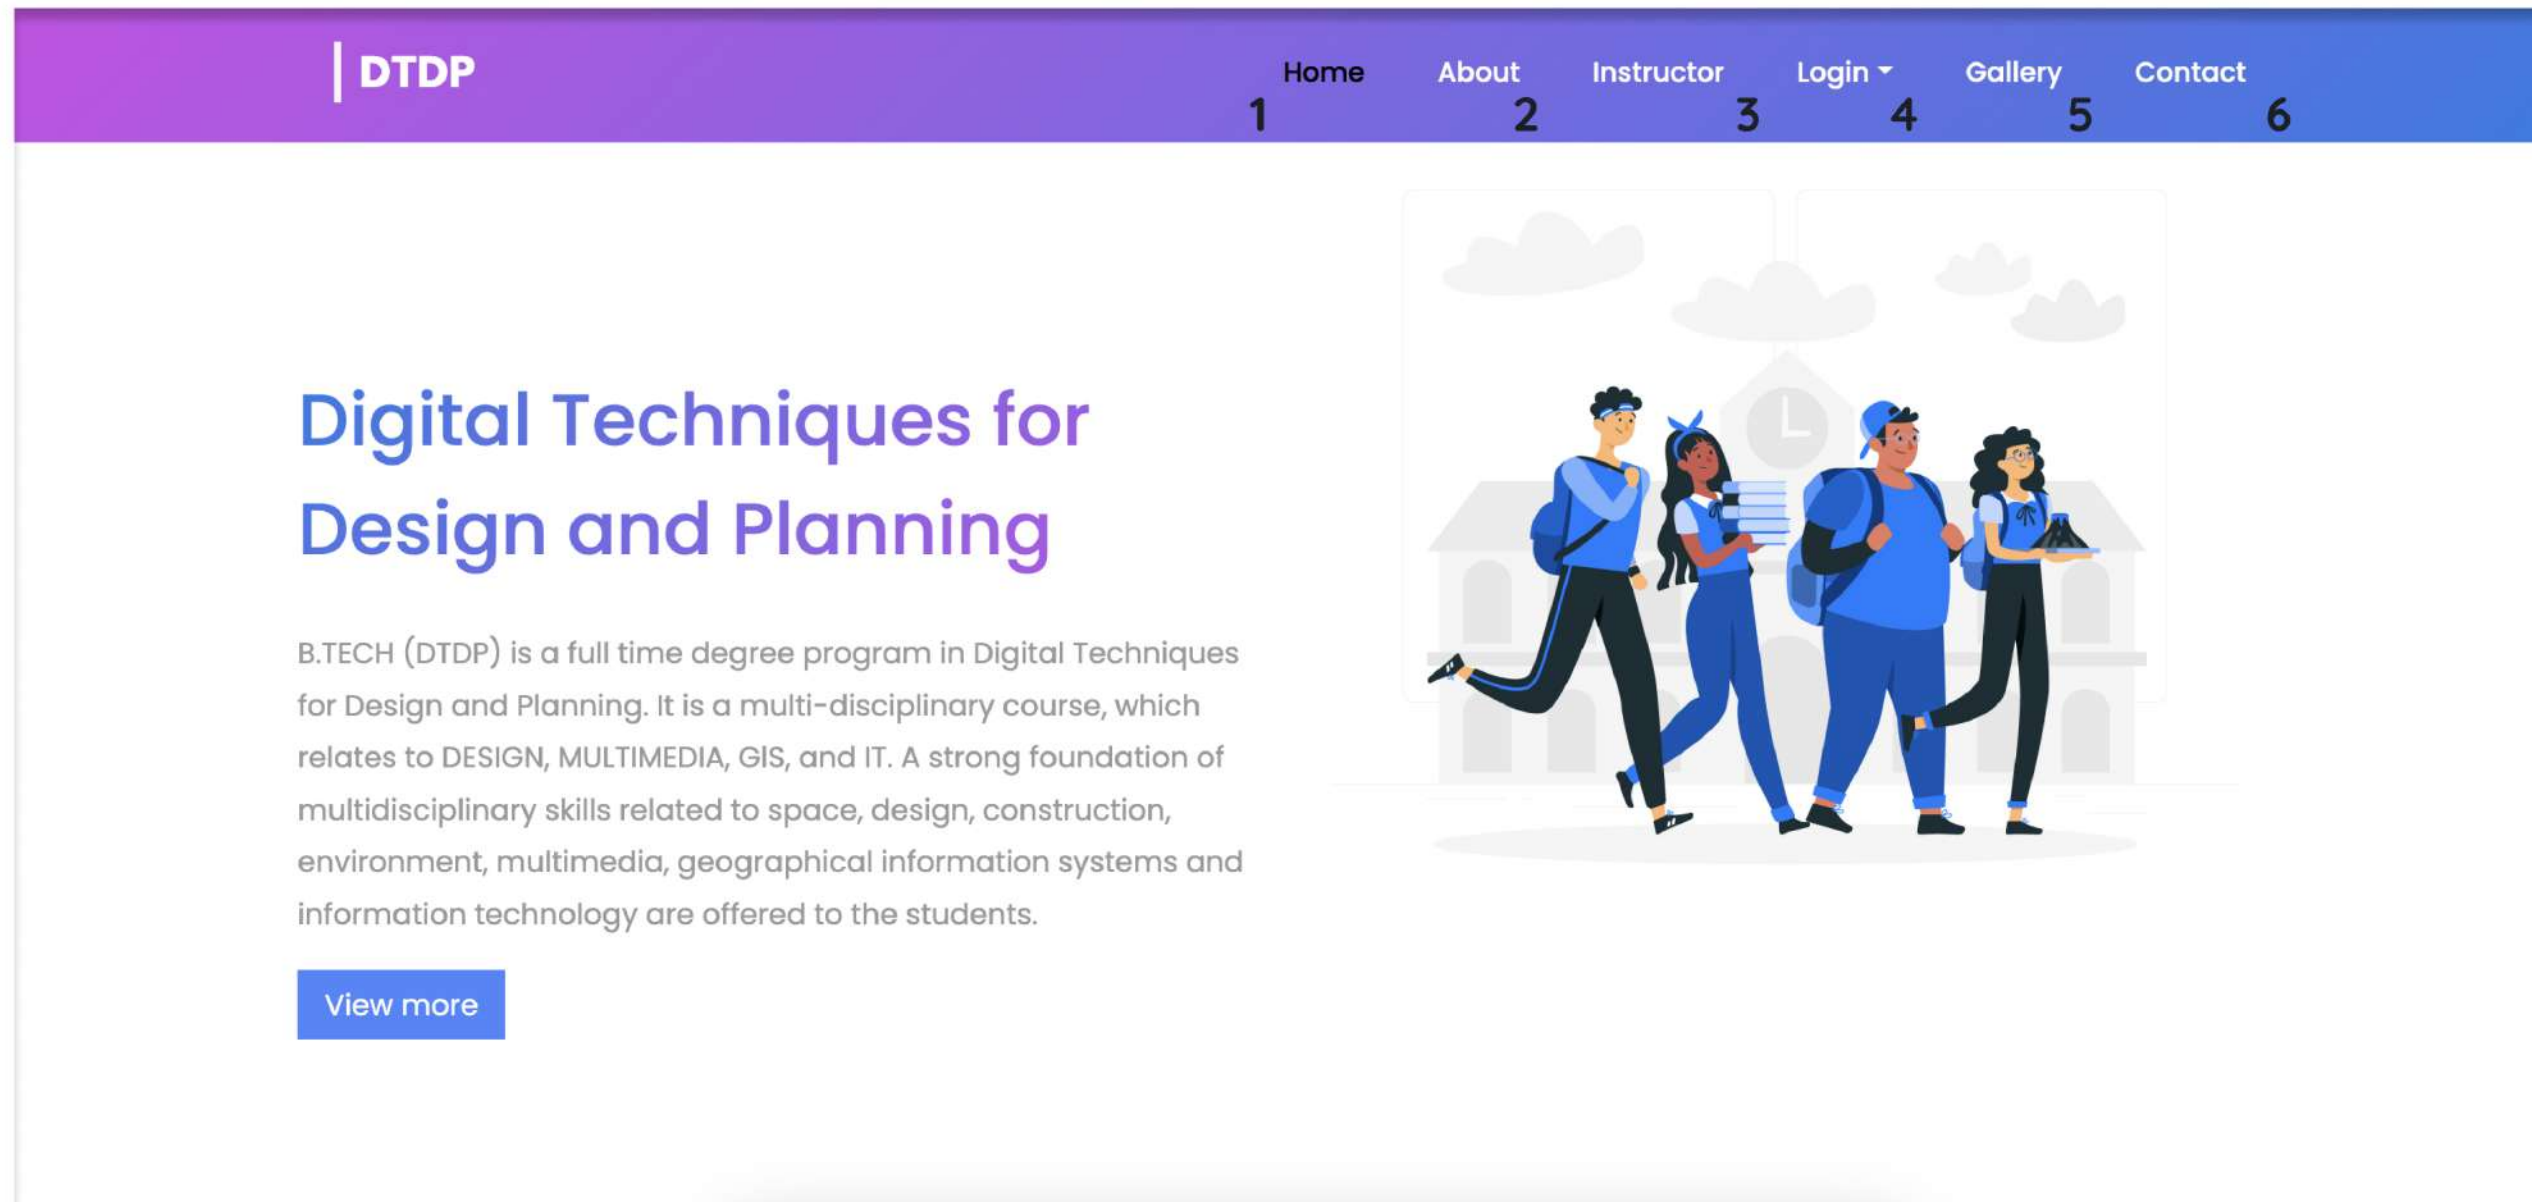 DTDP
Home About Instructor Login Gallery Contact
1 2 3 4 5 6
Digital Techniques for
Design and Planning
B.TECH (DTDP) is a full time degree program in Digital Techniques
for Design and Planning. It is a multi-disciplinary course, which
relates to DESIGN, MULTIMEDIA, GIS, and IT. A strong foundation of
multidisciplinary skills related to space, design, construction,
environment, multimedia, geographical information systems and
information technology are offered to the students.
View more